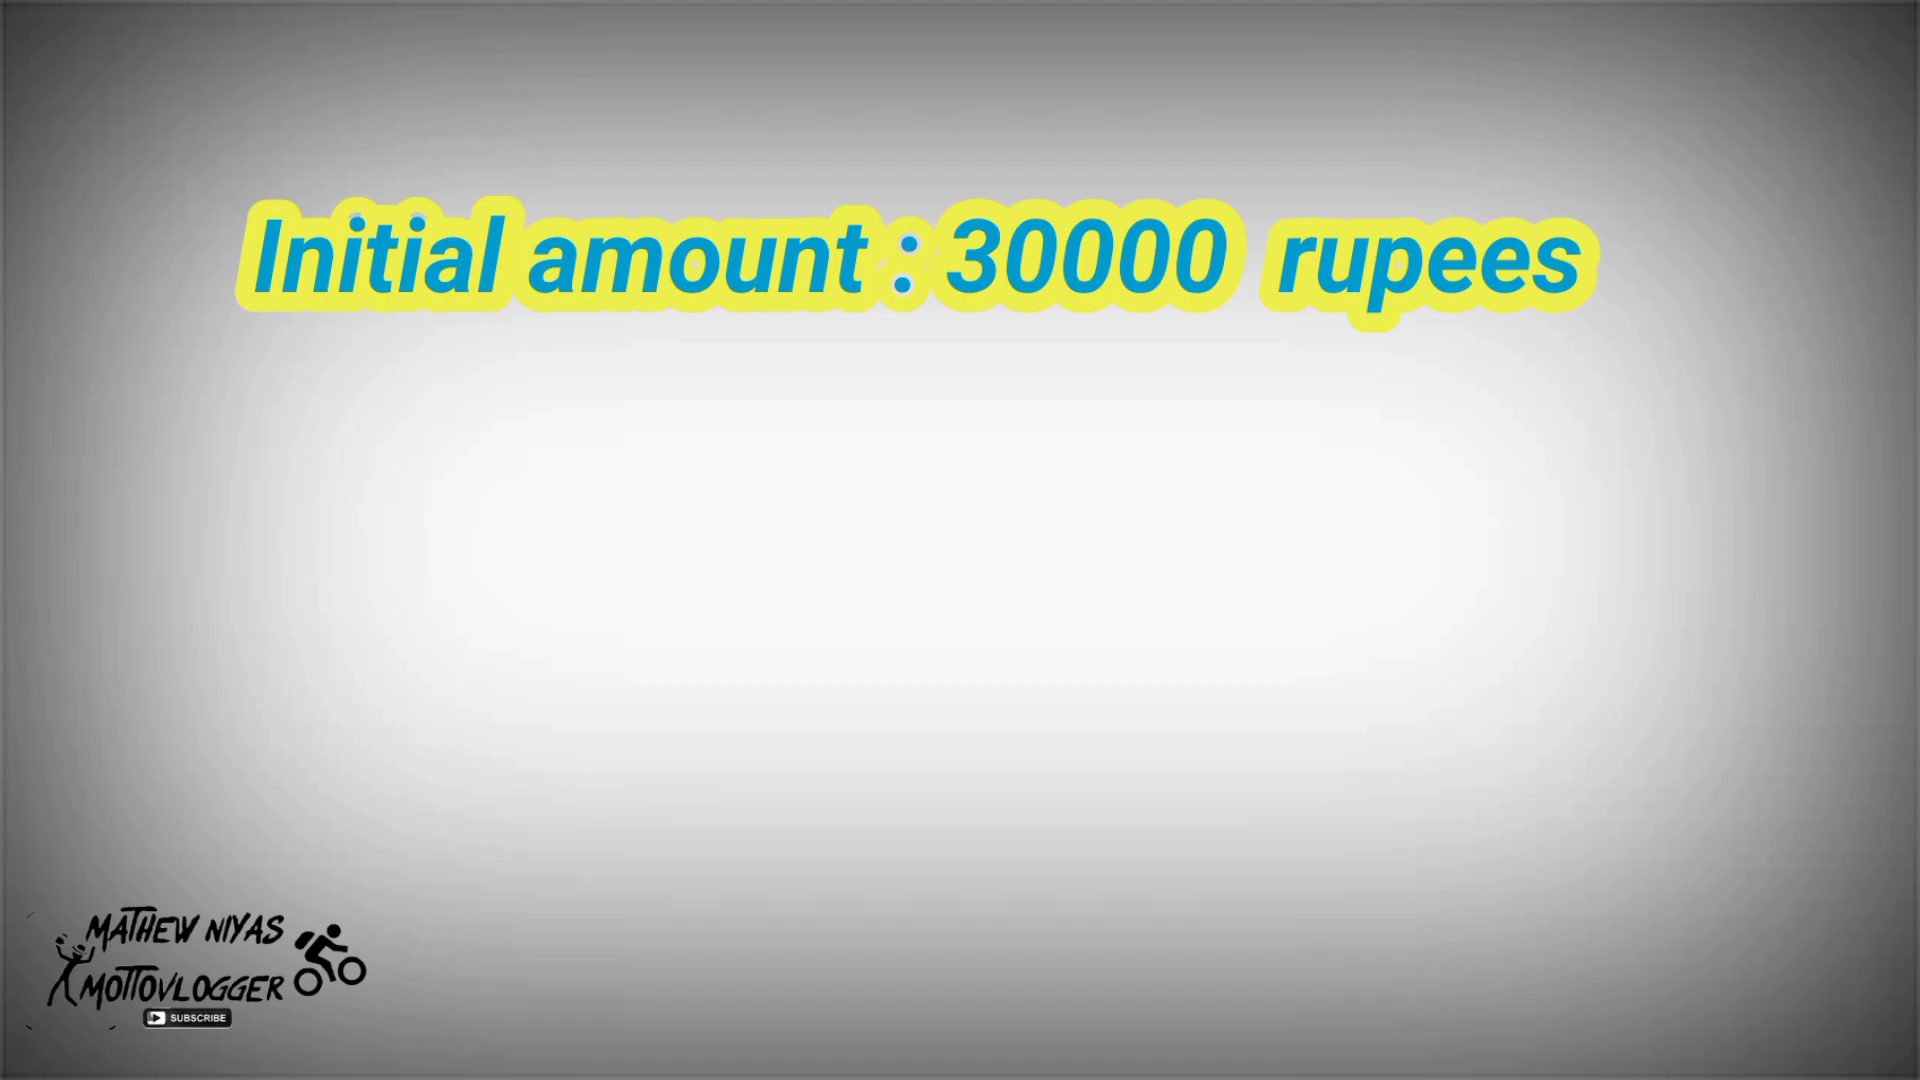 Initial amount : 30000 rupees
MATHEW NIYAS
MOTTOVLOGGER
SUBSCRIBE